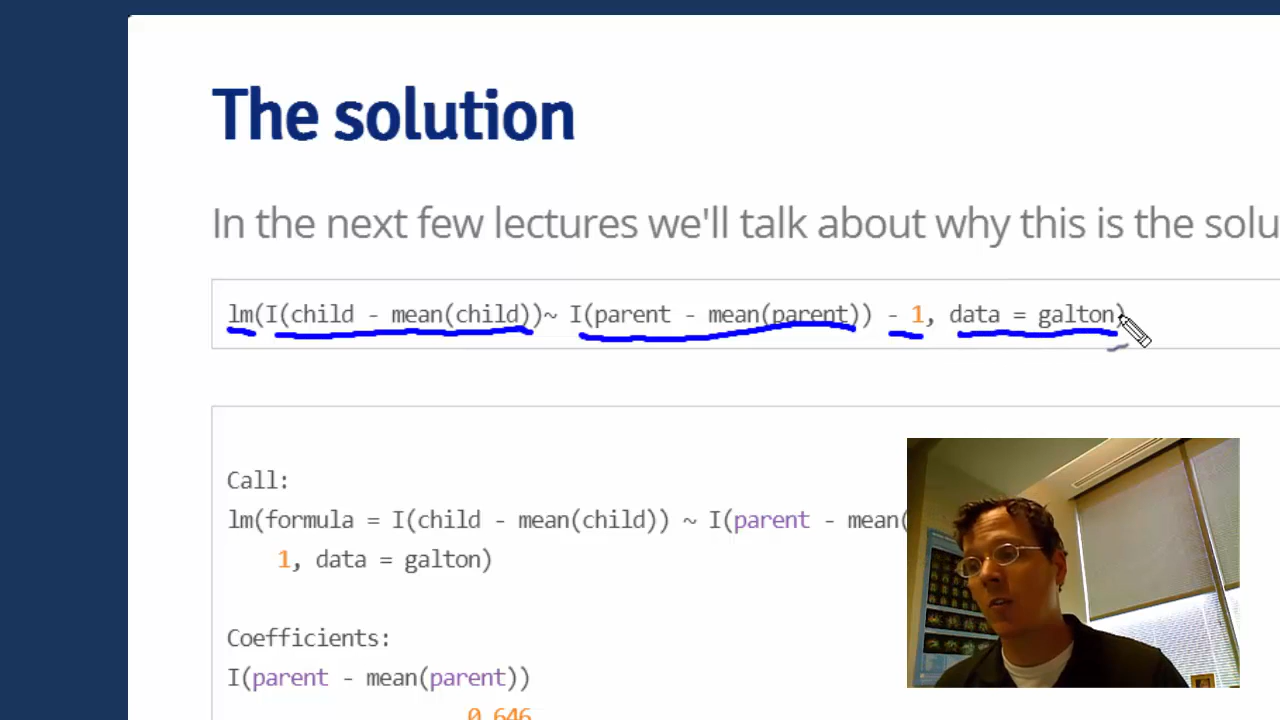 The solution
In the next few lectures we'll talk about why this is the solu
lm(I(child - mean(child))~ I(parent - mean(parent)) - 1, data = galton)
Call:
lm(formula = I(child - mean(child)) ~ I(parent - mean(
1, data = galton)
Coefficients:
I(parent - mean(parent))
0.646